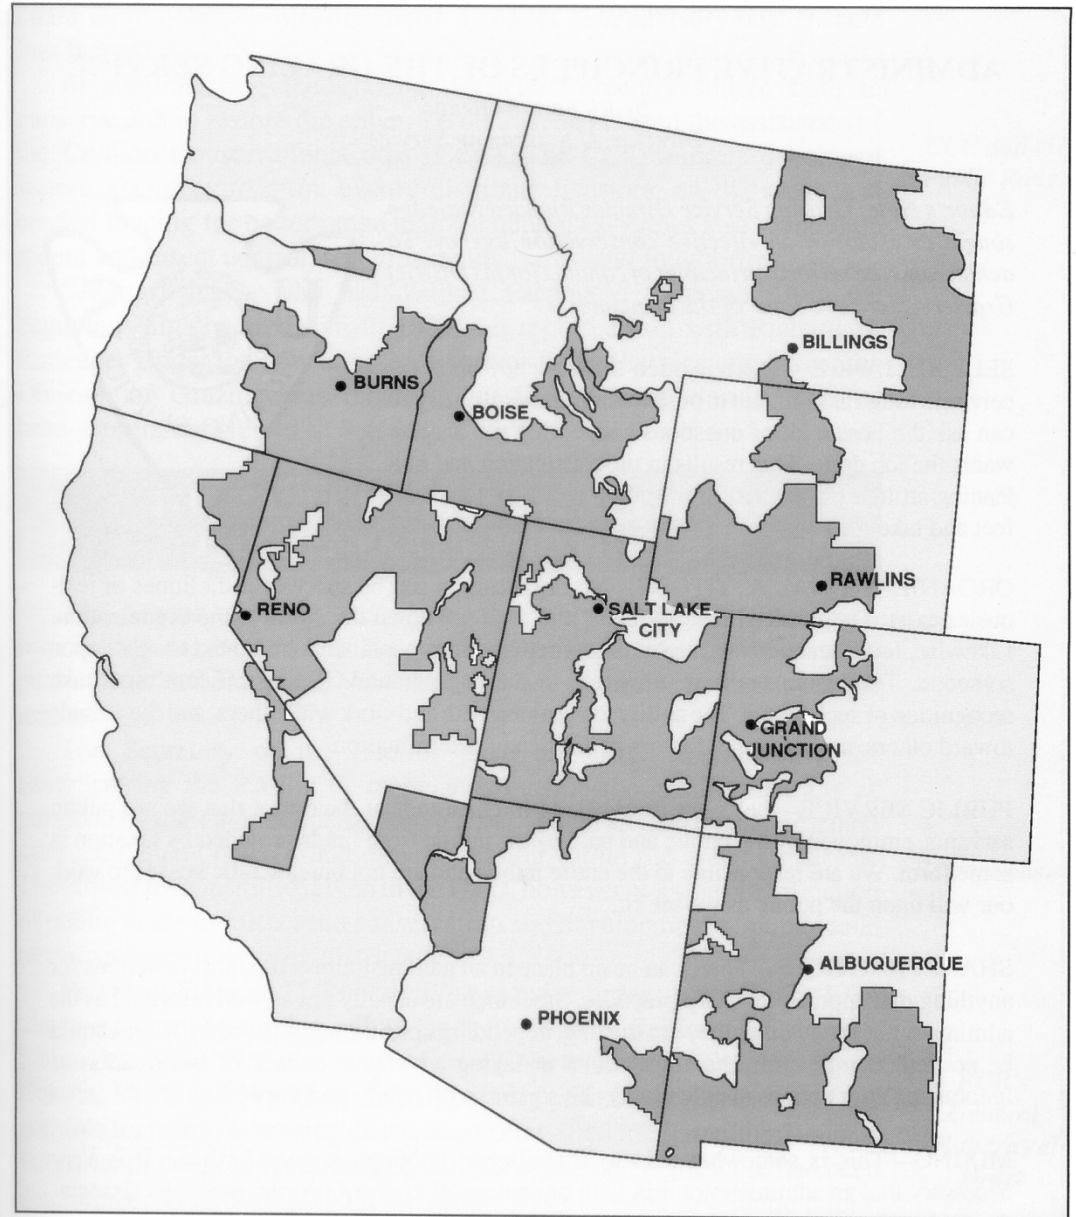 BILLINGS
BURNS
BOISE
RAWLINS
RENO
SALT LAKE
CITY
GRAND
JUNCTION
ALBUQUERQUE
PHOENIX